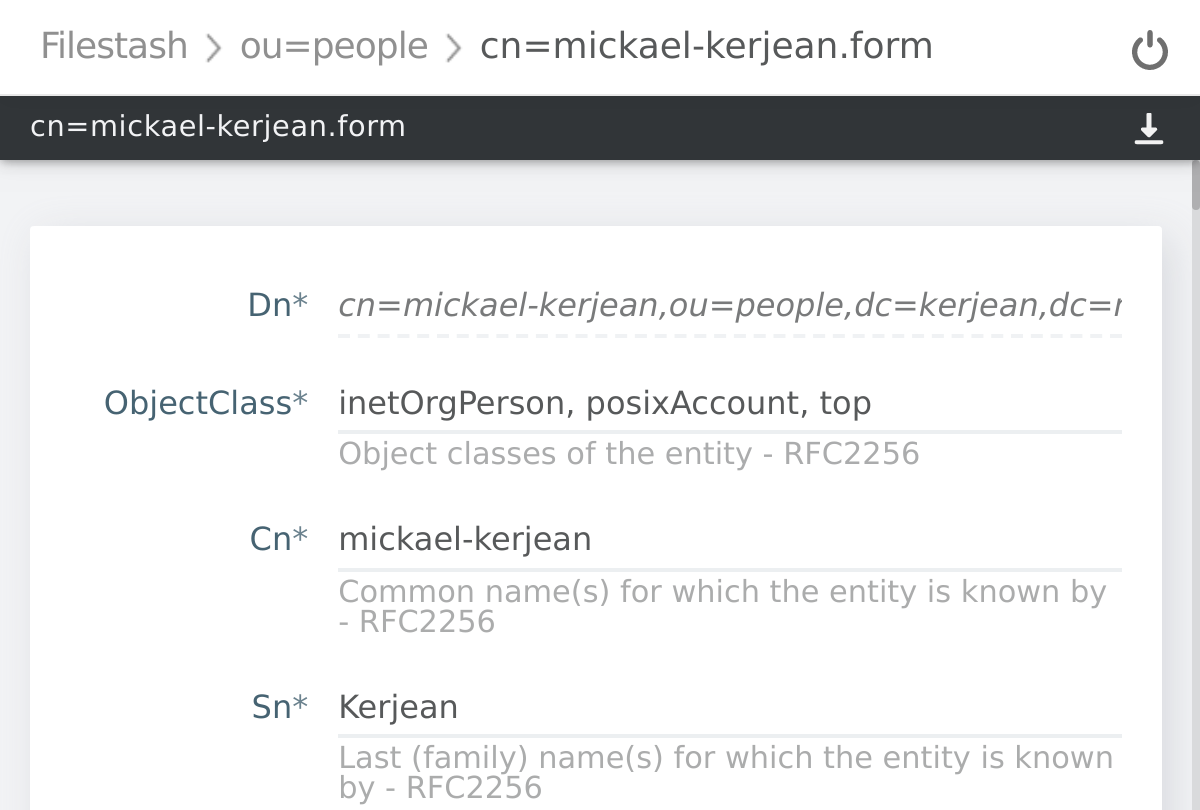 Filestash > ou=people > cn=mickael-kerjean.form
cn=mickael-kerjean.form
Dn* cn=mickael-kerjean,ou=people,dc=kerjean,dc=
ObjectClass* inetOrgPerson, posixAccount, top
Object classes of the entity - RFC2256
Cn* mickael-kerjean
Common name(s) for which the entity is known by
- RFC2256
Sn* Kerjean
Last (family) name(s) for which the entity is known
by - RFC2256